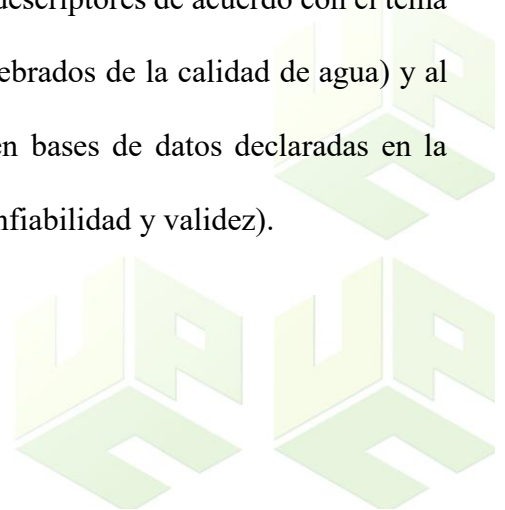 descriptores de acuerdo con el tema
ebrados de la calidad de agua) y al
en bases de datos declaradas en la
nfiabilidad y validez).